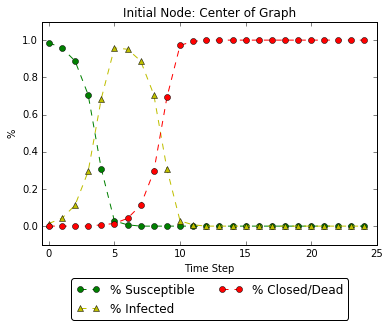 Initial Node: Center of Graph
1.0
0.8
0.6
0.4
0.2
0.0
%
0 5 10 15 20 25
Time Step
% Susceptible % Closed/Dead
% Infected